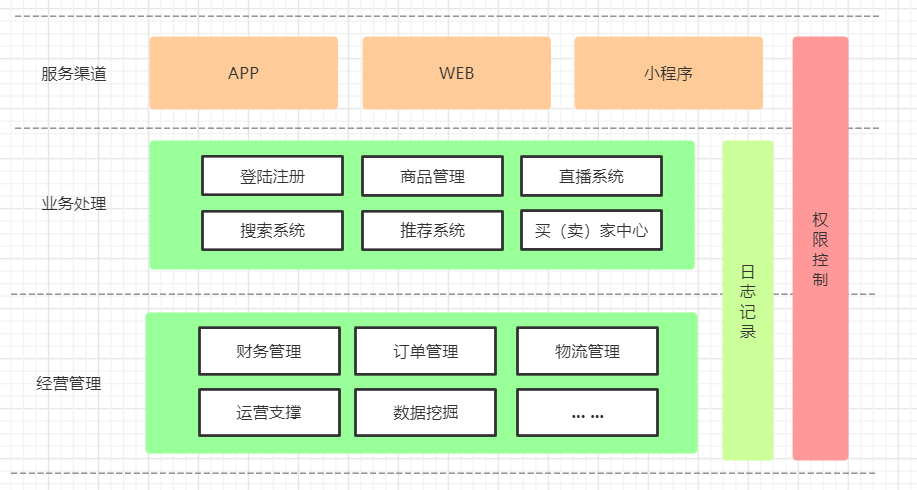 服务渠道
APP
WEB
小程序
业务处理
登陆注册
商品管理
直播系统
搜索系统
推荐系统
买（卖）家中心
经营管理
财务管理
订单管理
物流管理
运营支撑
数据挖掘
... ...
日志记录
权限控制